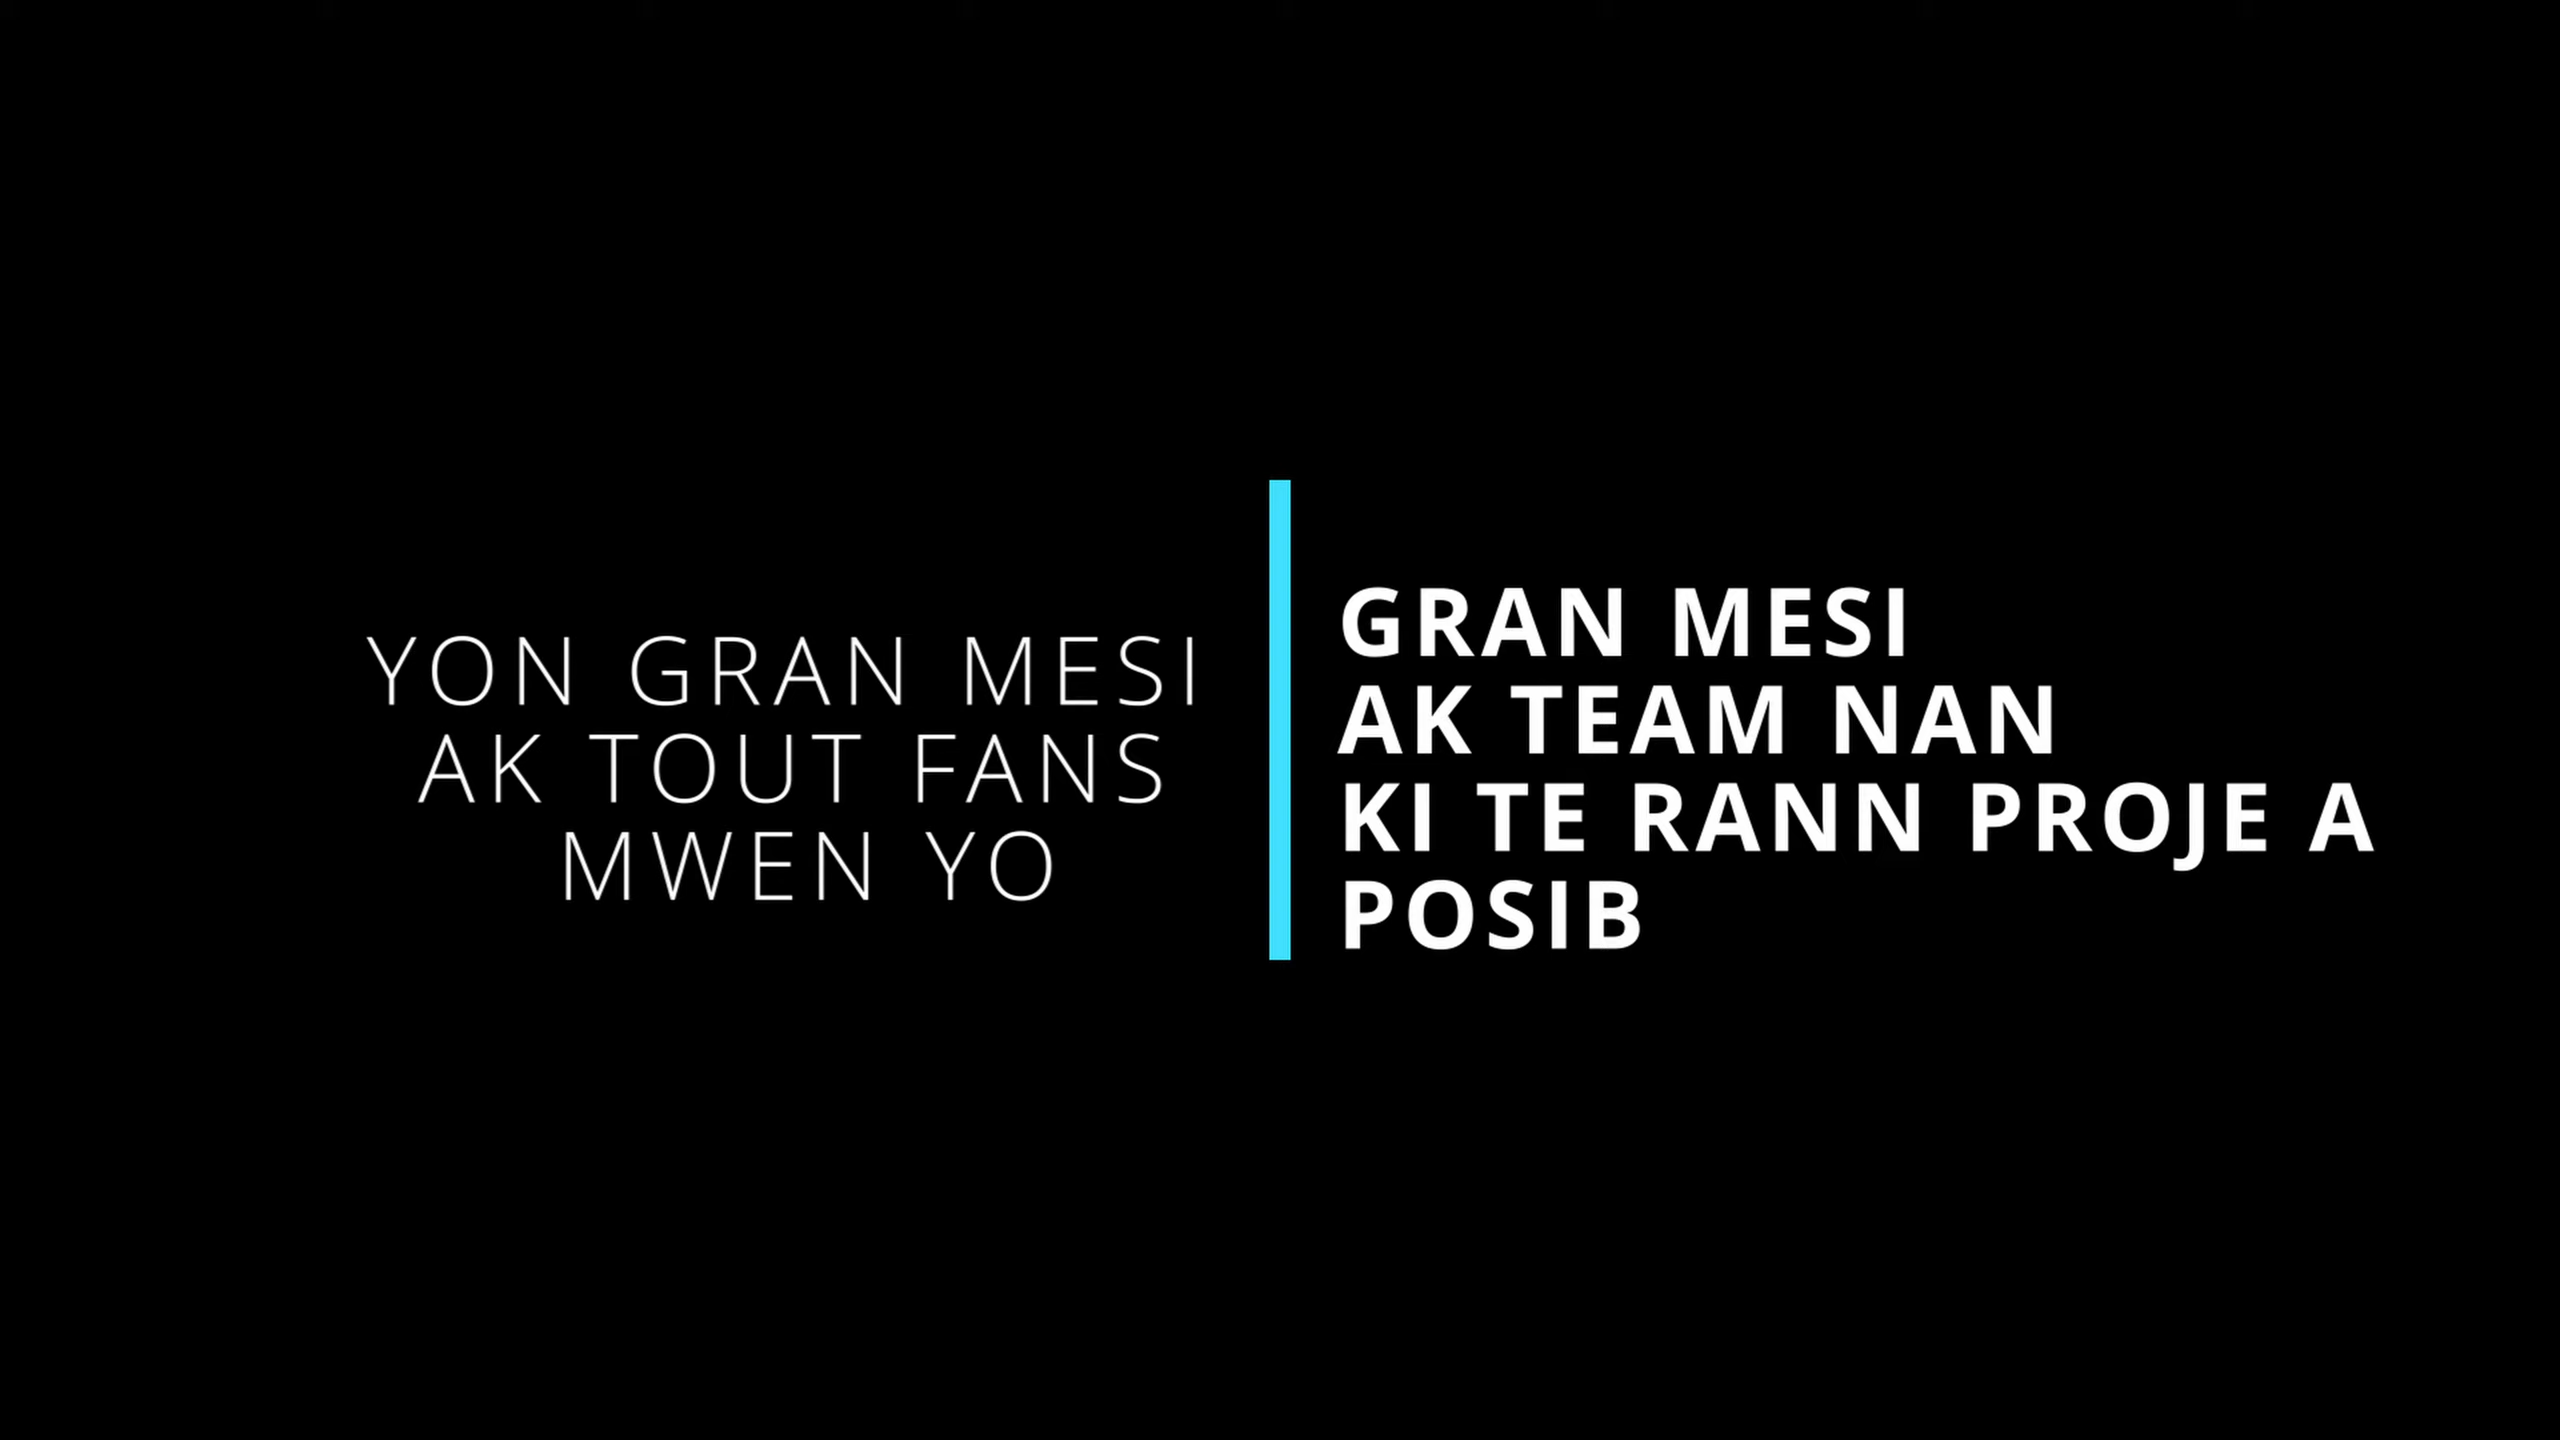 YON GRAN MESI
AK TOUT FANS
MWEN YO
GRAN MESI
AK TEAM NAN
KI TE RANN PROJE A
POSIB